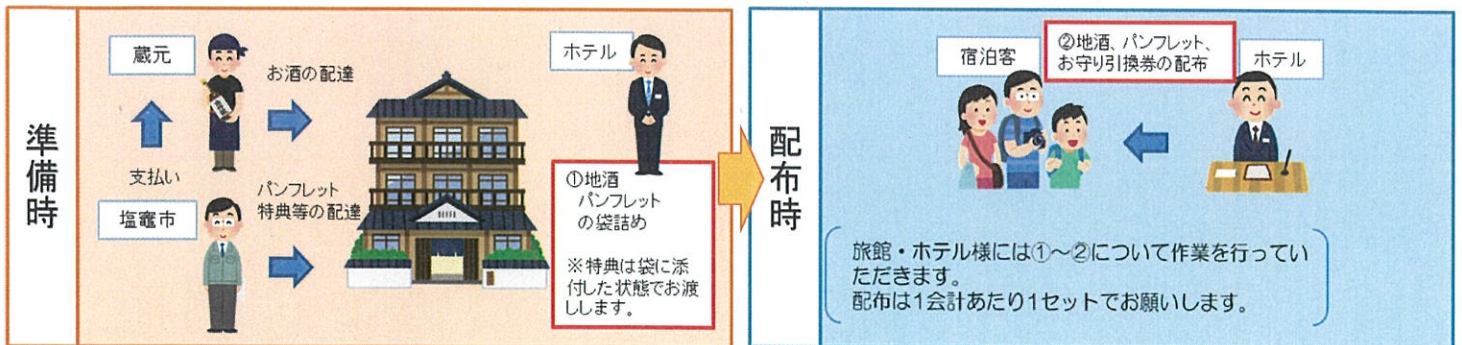 準備時
蔵元
お酒の配達
ホテル
支払い
塩竈市
パンフレット
特典等の配達
①地酒
パンフレット
の袋詰め
※特典は袋に添
付した状態でお渡
しします。
配布時
宿泊客
②地酒、パンフレット、
お守り引換券の配布
ホテル
旅館・ホテル様には①～②について作業を行ってい
ただきます。
配布は1会計あたり1セットでお願いします。